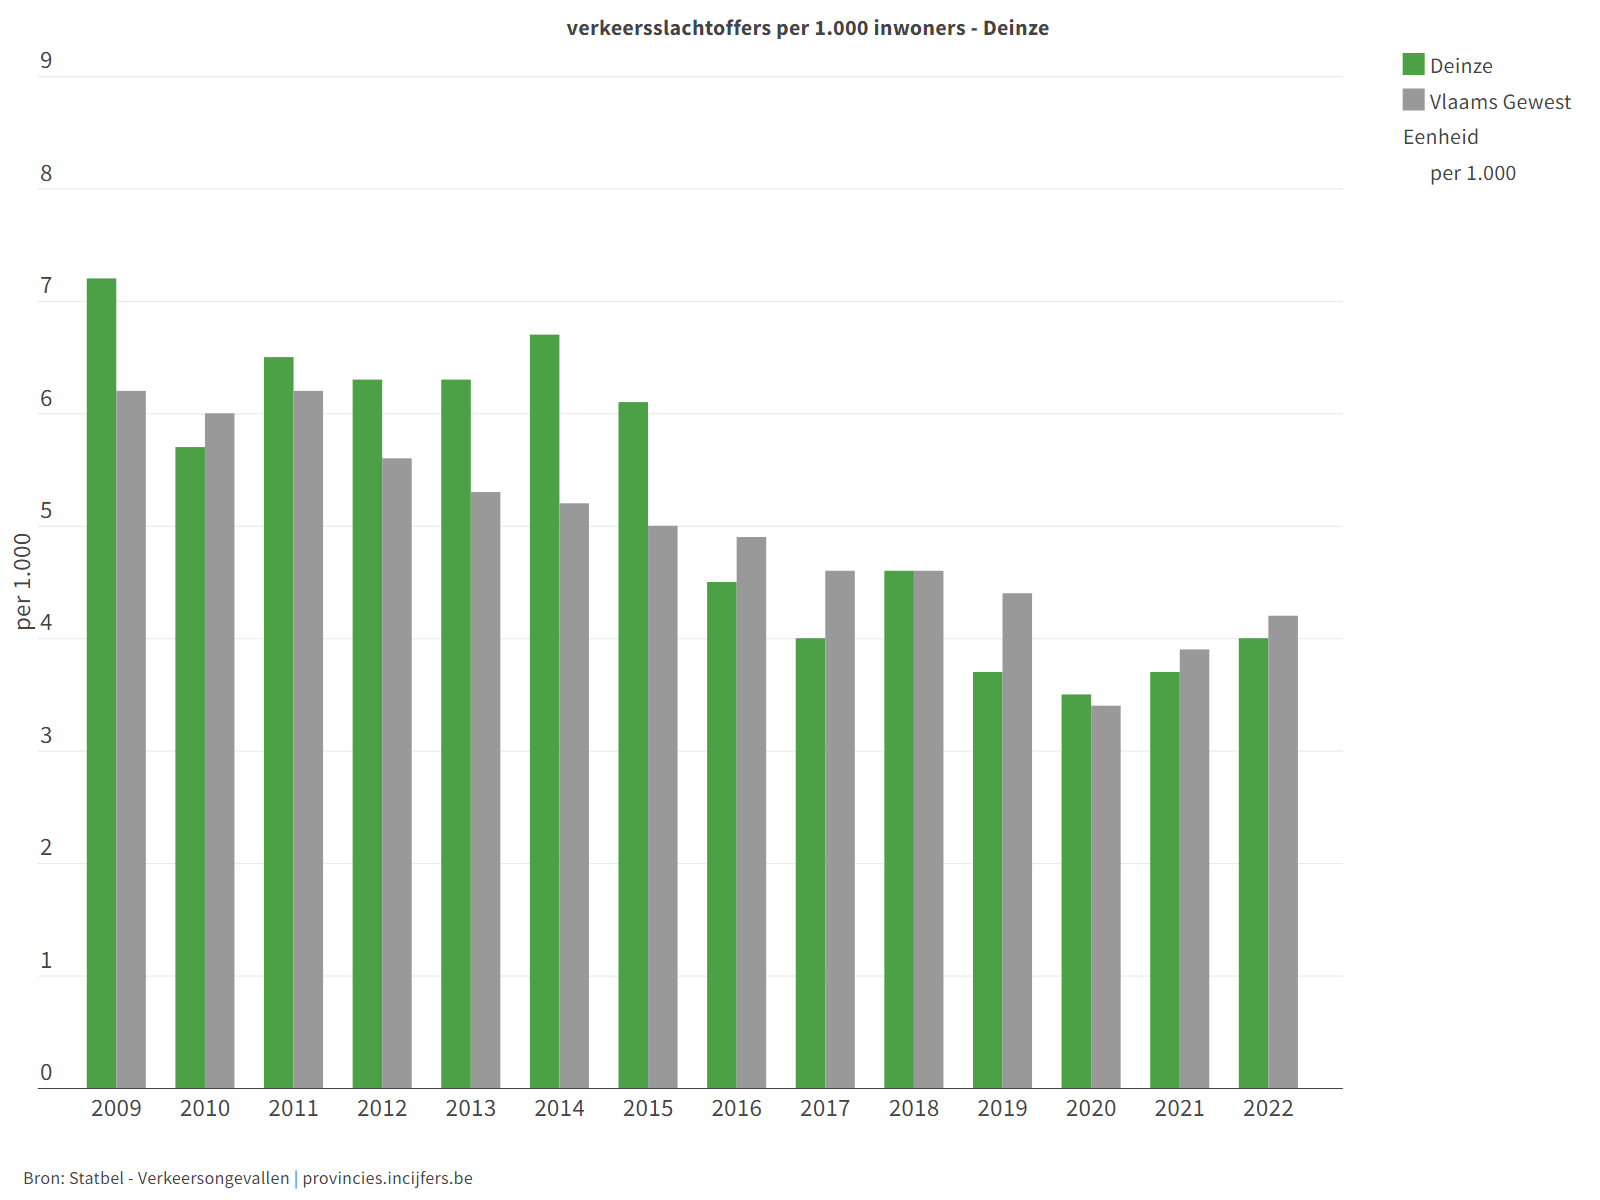 verkeersslachtoffers per 1.000 inwoners - Deinze
Deinze
Vlaams Gewest
Eenheid
per 1.000
9
8
7
6
5
4
3
2
1
0
per 1.000
2009 2010 2011 2012 2013 2014 2015 2016 2017 2018 2019 2020 2021 2022
Bron: Statbel - Verkeersongevallen | provincies.incijfers.be